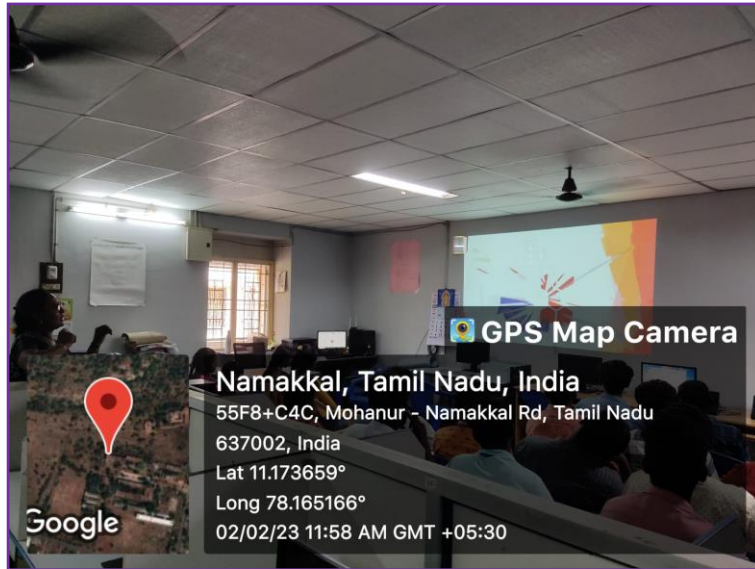 GPS Map Camera
Namakkal, Tamil Nadu, India
55F8+C4C, Mohanur - Namakkal Rd, Tamil Nadu
637002, India
Lat 11.173659°
Long 78.165166°
02/02/23 11:58 AM GMT +05:30
Google